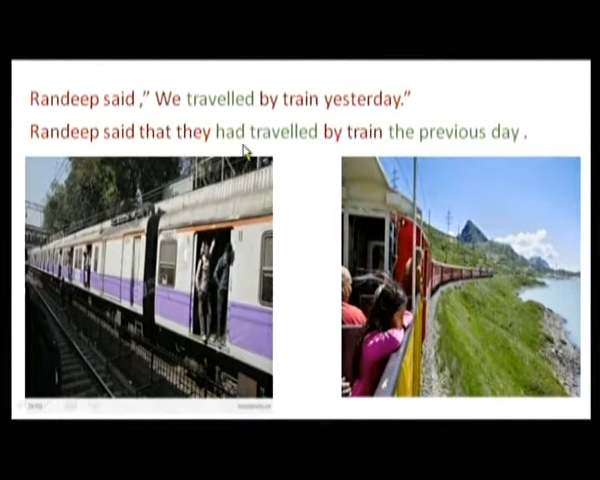 Randeep said ,” We travelled by train yesterday.”
Randeep said that they had travelled by train the previous day .